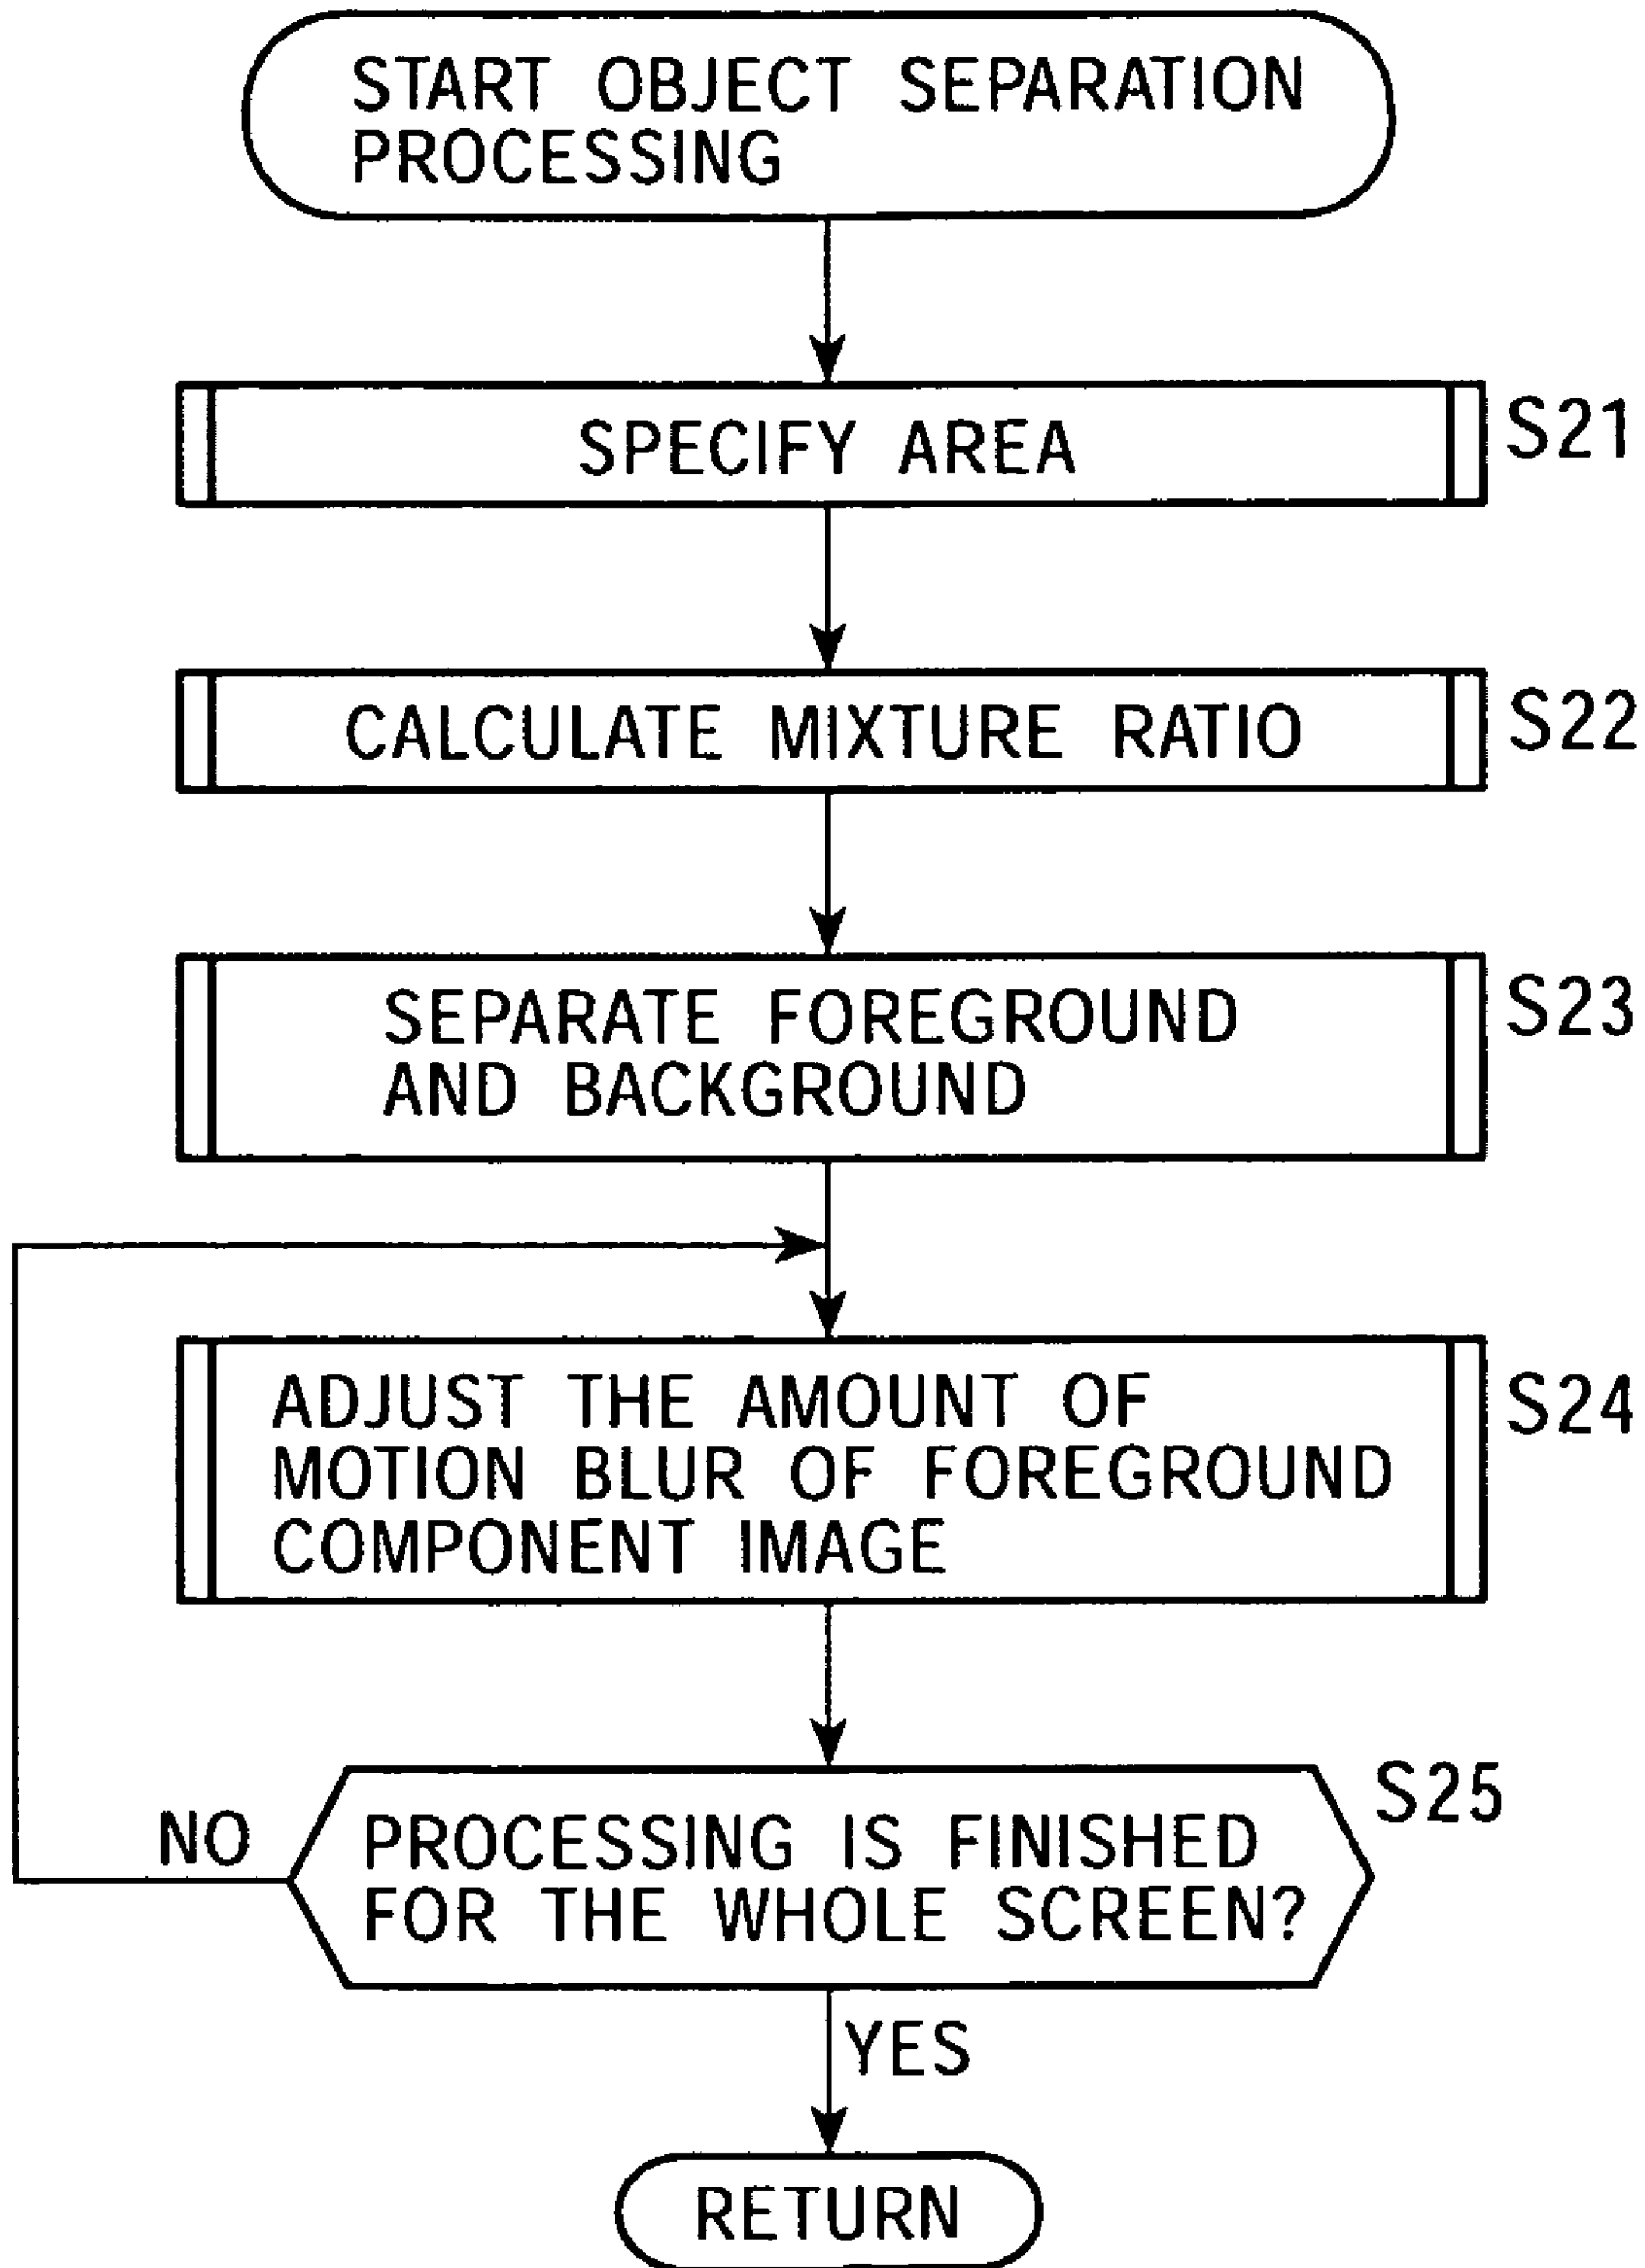 START OBJECT SEPARATION
PROCESSING
SPECIFY AREA
S21
CALCULATE MIXTURE RATIO
S22
SEPARATE FOREGROUND
AND BACKGROUND
S23
ADJUST THE AMOUNT OF
MOTION BLUR OF FOREGROUND
COMPONENT IMAGE
S24
PROCESSING IS FINISHED
FOR THE WHOLE SCREEN?
S25
NO
YES
RETURN